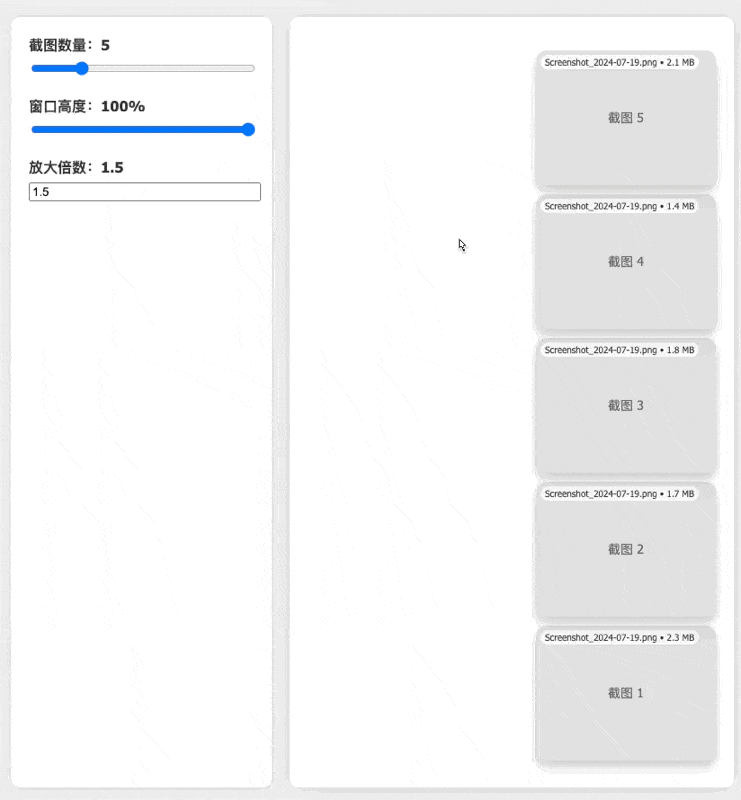 截图数量：5
窗口高度：100%
放大倍数：1.5
1.5
Screenshot_2024-07-19.png • 2.1 MB
截图 5
Screenshot_2024-07-19.png • 1.4 MB
截图 4
Screenshot_2024-07-19.png • 1.8 MB
截图 3
Screenshot_2024-07-19.png • 1.7 MB
截图 2
Screenshot_2024-07-19.png • 2.3 MB
截图 1